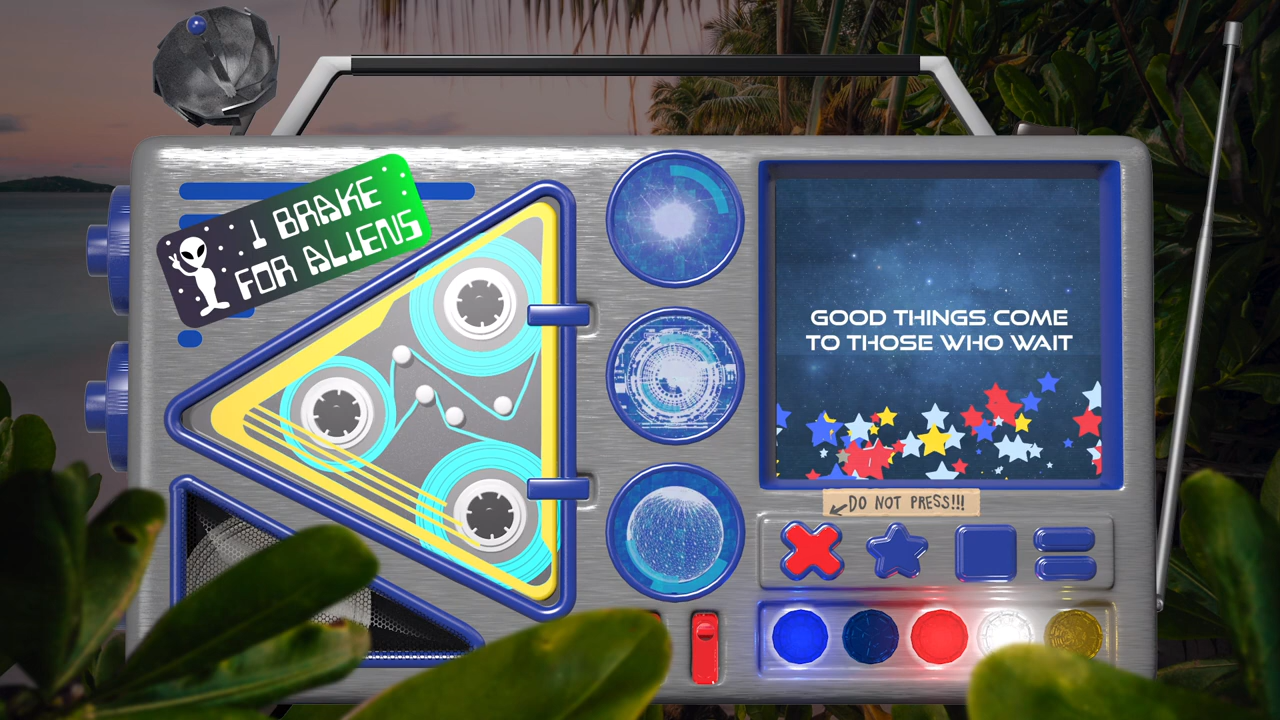 I BRAKE
FOR ALIENS
GOOD THINGS COME
TO THOSE WHO WAIT
DO NOT PRESS!!!